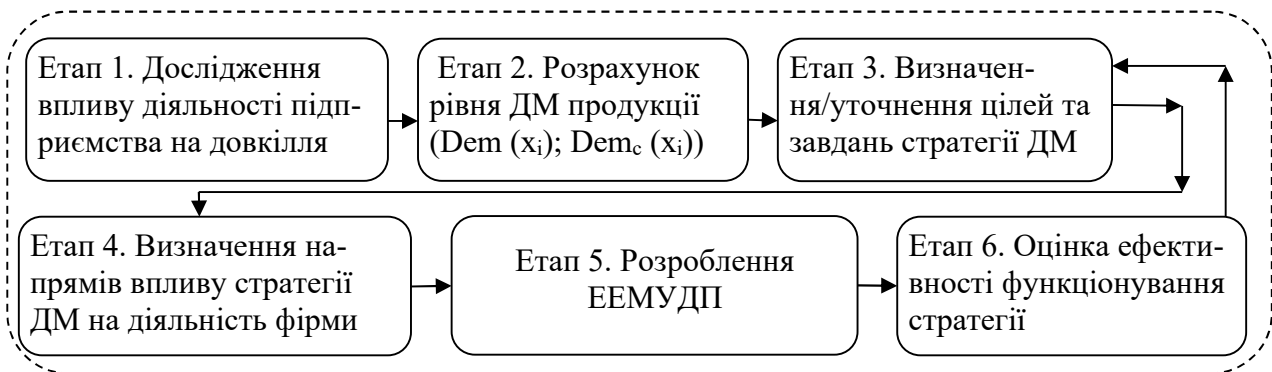 Етап 1. Дослідження
впливу діяльності підп-
риємства на довкілля
Етап 2. Розрахунок
рівня ДМ продукції
(Dem (xᵢ); Dem_c (xᵢ))
Етап 3. Визначен-
ня/уточнення цілей та
завдань стратегії ДМ
Етап 4. Визначення на-
прямів впливу стратегії
ДМ на діяльність фірми
Етап 5. Розроблення
ЕЕМУДП
Етап 6. Оцінка ефекти-
вності функціонування
стратегії